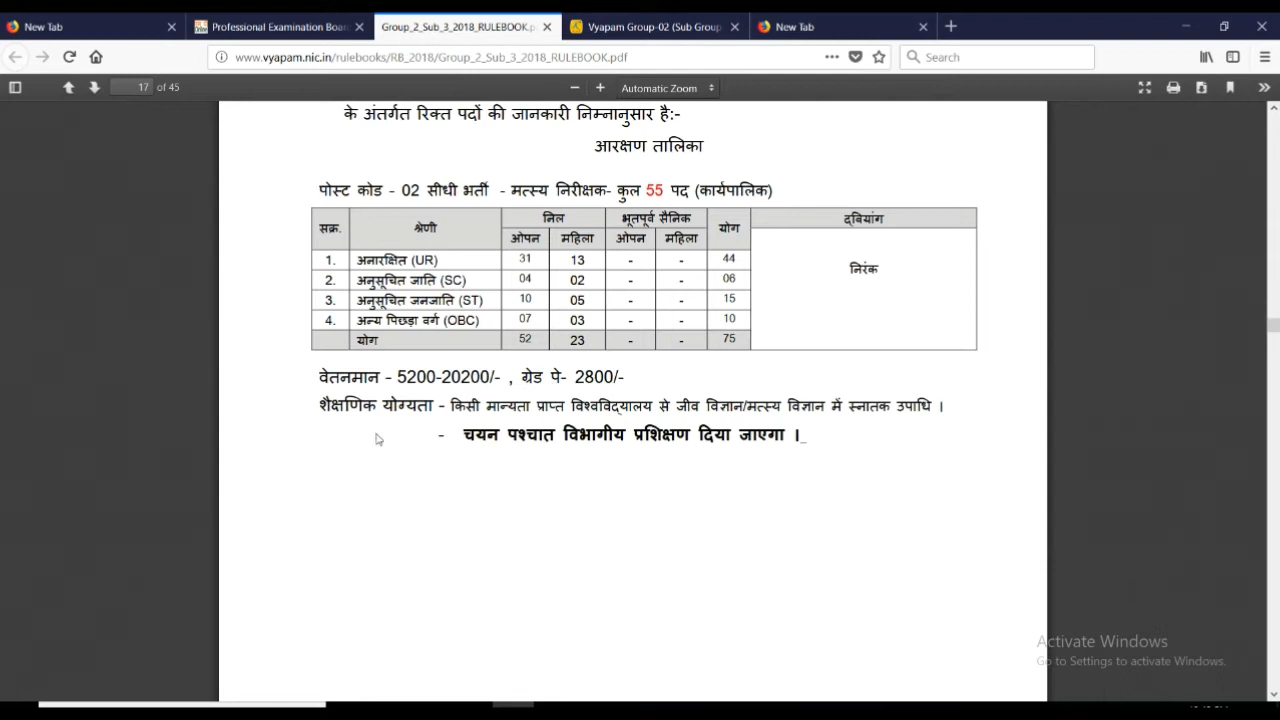 New Tab
Professional Examination Boar
Group_2_Sub_3_2018_RULEBOOK.p
Vyapam Group-02 (Sub Group
New Tab
www.vyapam.nic.in/rulebooks/RB_2018/Group_2_Sub_3_2018_RULEBOOK.pdf
Search
17 of 45
Automatic Zoom
के अंतर्गत रिक्त पदों की जानकारी निम्नानुसार है:-
आरक्षण तालिका
पोस्ट कोड - 02 सीधी भर्ती - मत्स्य निरीक्षक- कुल 55 पद (कार्यपालिक)
सक्र. श्रेणी निल भूतपूर्व सैनिक योग दिव्यांग
ओपन महिला ओपन महिला
1. अनारक्षित (UR) 31 13 - - 44 निरंक
2. अनुसूचित जाति (SC) 04 02 - - 06
3. अनुसूचित जनजाति (ST) 10 05 - - 15
4. अन्य पिछड़ा वर्ग (OBC) 07 03 - - 10
योग 52 23 - - 75
वेतनमान - 5200-20200/- , ग्रेड पे- 2800/-
शैक्षणिक योग्यता - किसी मान्यता प्राप्त विश्वविद्यालय से जीव विज्ञान/मत्स्य विज्ञान में स्नातक उपाधि ।
- चयन पश्चात विभागीय प्रशिक्षण दिया जाएगा ।
Activate Windows
Go to Settings to activate Windows.